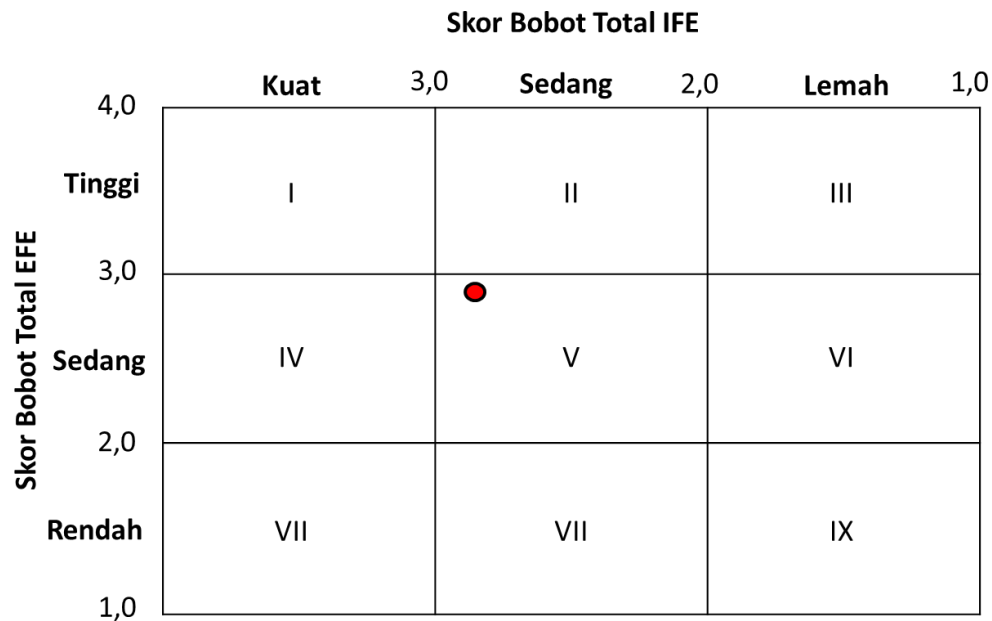 Skor Bobot Total IFE
Kuat 3,0 Sedang 2,0 Lemah 1,0
4,0
Tinggi I II III
3,0
Skor Bobot Total EFE
Sedang IV V VI
2,0
Rendah VII VII IX
1,0